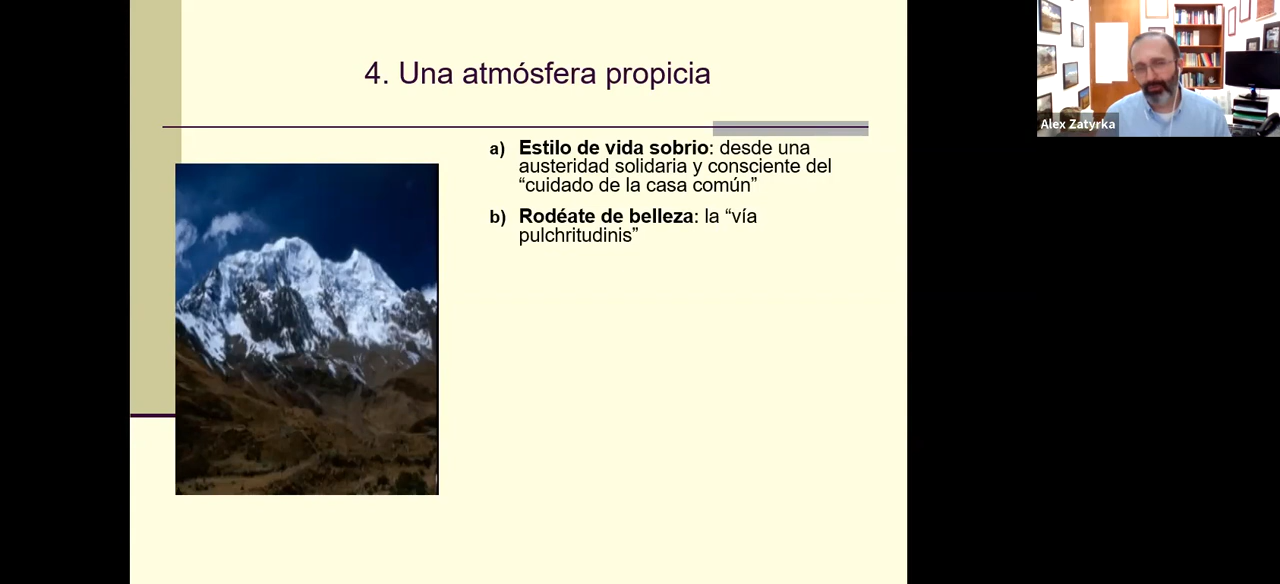 4. Una atmósfera propicia
a) Estilo de vida sobrio: desde una
austeridad solidaria y consciente del
“cuidado de la casa común”
b) Rodéate de belleza: la “vía
pulchritudinis”
Alex Zatyrka